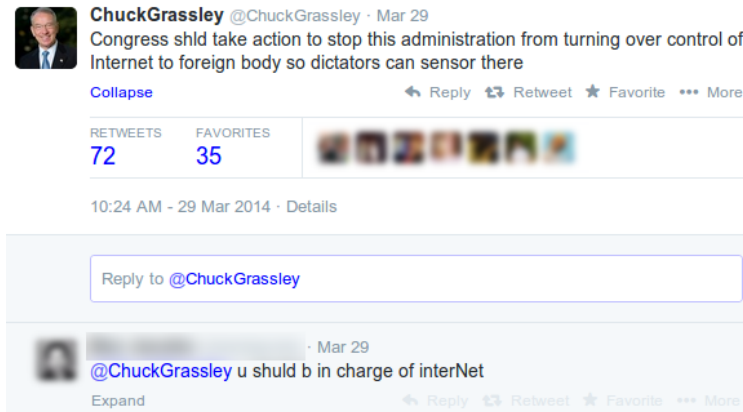 ChuckGrassley @ChuckGrassley · Mar 29
Congress shld take action to stop this administration from turning over control of
Internet to foreign body so dictators can sensor there
Collapse Reply Retweet Favorite ••• More
RETWEETS FAVORITES
72 35
10:24 AM - 29 Mar 2014 · Details
Reply to @ChuckGrassley
· Mar 29
@ChuckGrassley u shuld b in charge of interNet
Expand Reply Retweet Favorite ••• More